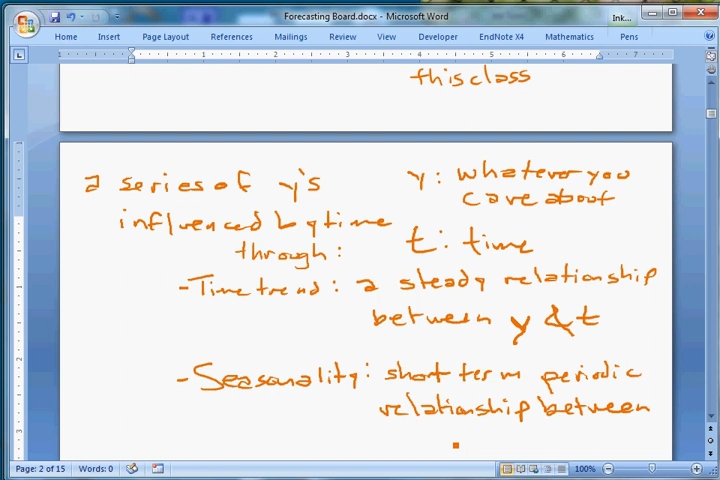 Forecasting Board.docx - Microsoft Word
Ink...
Home Insert Page Layout References Mailings Review View Developer EndNote X4 Mathematics Pens
this class
a series of y's
influenced by time
through:
y: whatever you
care about
t: time
- Time trend: a steady relationship
between y & t
- Seasonality: short term periodic
relationship between
Page: 2 of 15 Words: 0 100%